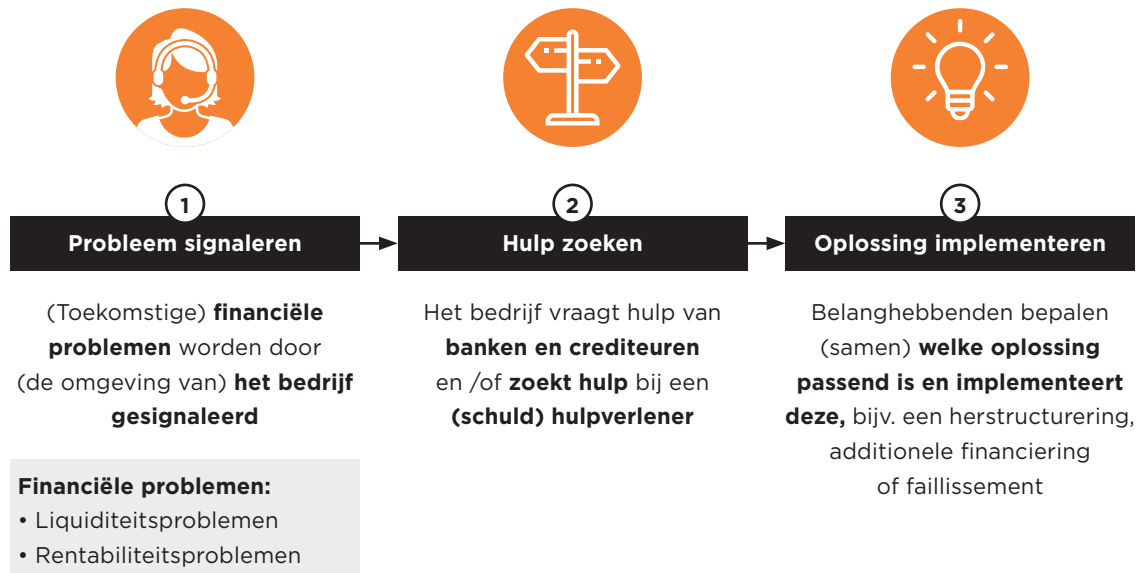 1
Probleem signaleren
(Toekomstige) financiële
problemen worden door
(de omgeving van) het bedrijf
gesignaleerd
Financiële problemen:
• Liquiditeitsproblemen
• Rentabiliteitsproblemen
2
Hulp zoeken
Het bedrijf vraagt hulp van
banken en crediteuren
en /of zoekt hulp bij een
(schuld) hulpverlener
3
Oplossing implementeren
Belanghebbenden bepalen
(samen) welke oplossing
passend is en implementeert
deze, bijv. een herstructurering,
additionele financiering
of faillissement